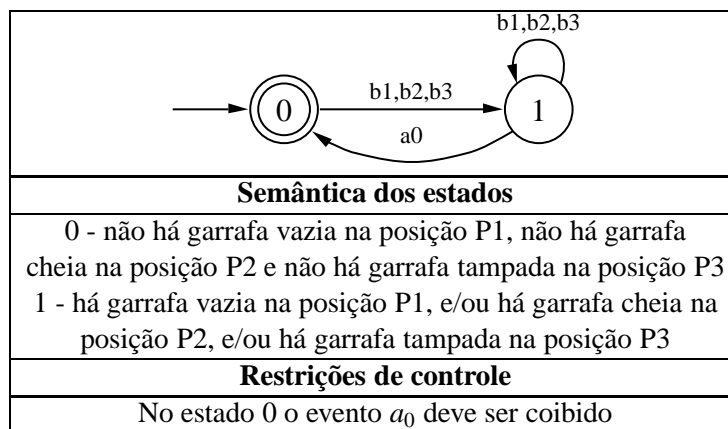 b1,b2,b3
b1,b2,b3
0
1
a0
Semântica dos estados
0 - não há garrafa vazia na posição P1, não há garrafa
cheia na posição P2 e não há garrafa tampada na posição P3
1 - há garrafa vazia na posição P1, e/ou há garrafa cheia na
posição P2, e/ou há garrafa tampada na posição P3
Restrições de controle
No estado 0 o evento a0 deve ser coibido